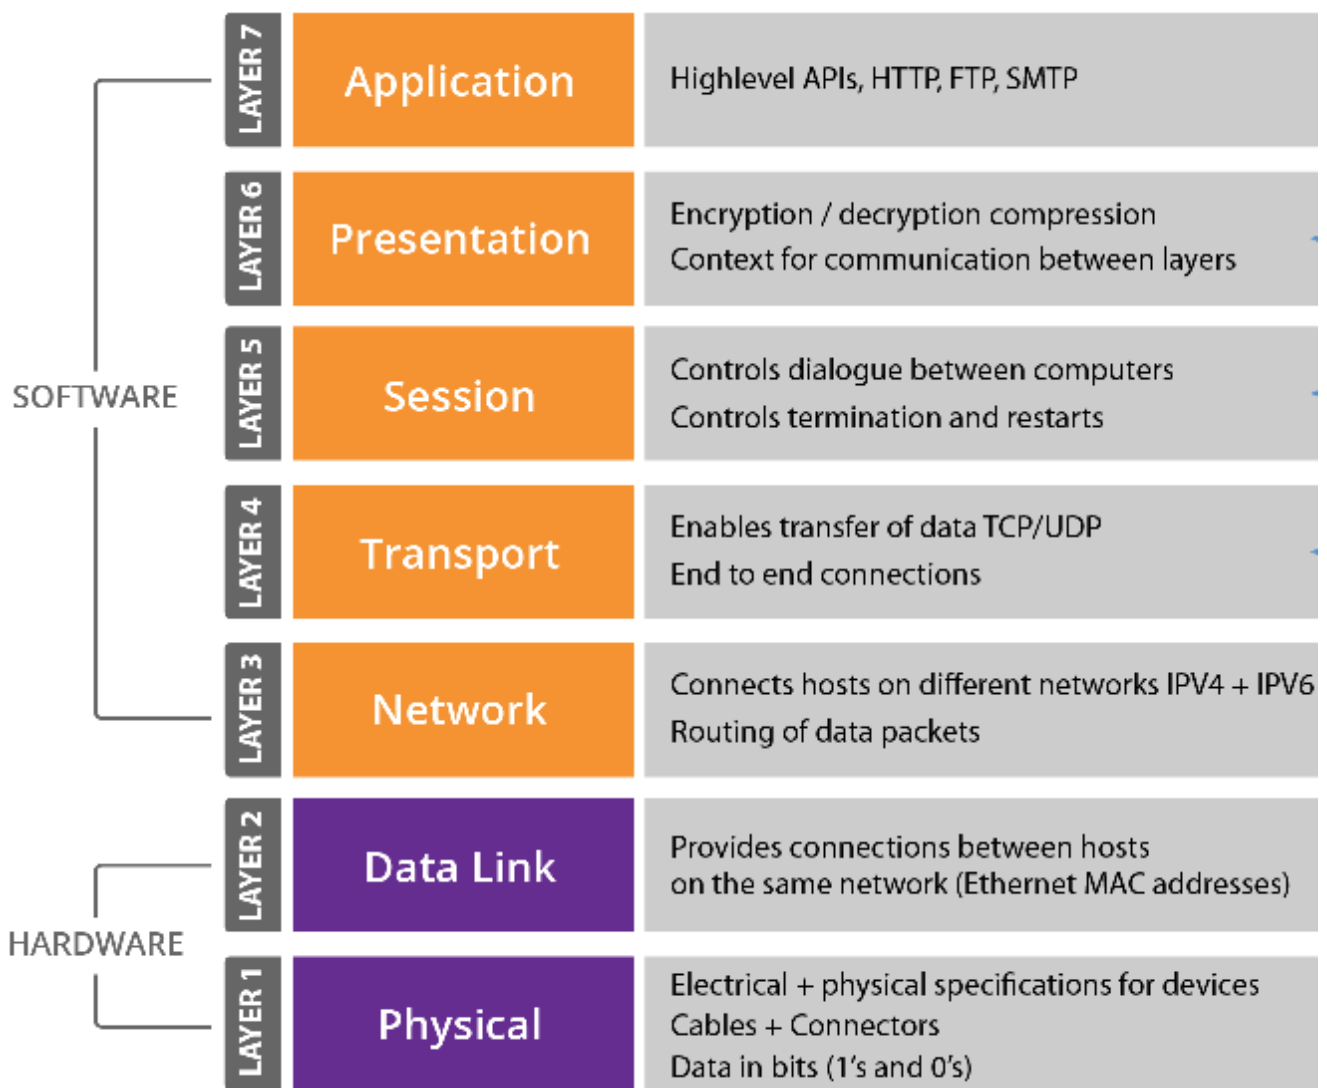 LAYER 7
Application
Highlevel APIs, HTTP, FTP, SMTP
LAYER 6
Presentation
Encryption / decryption compression
Context for communication between layers
SOFTWARE
LAYER 5
Session
Controls dialogue between computers
Controls termination and restarts
LAYER 4
Transport
Enables transfer of data TCP/UDP
End to end connections
LAYER 3
Network
Connects hosts on different networks IPV4 + IPV6
Routing of data packets
HARDWARE
LAYER 2
Data Link
Provides connections between hosts
on the same network (Ethernet MAC addresses)
LAYER 1
Physical
Electrical + physical specifications for devices
Cables + Connectors
Data in bits (1's and 0's)